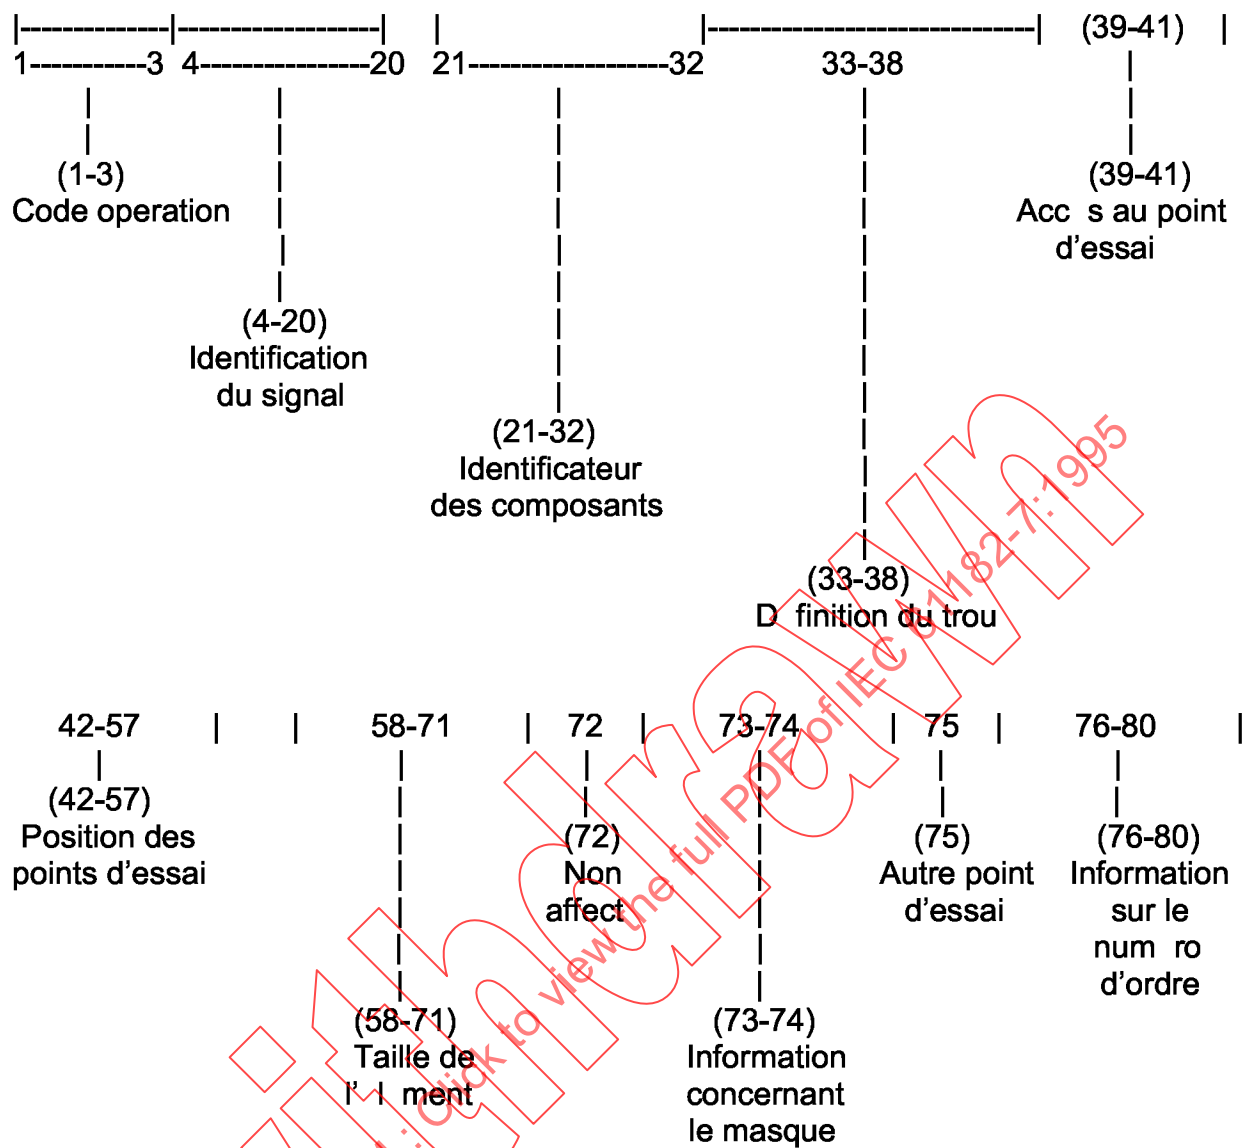 |----------------|---------------------| | |----------------------------------| (39-41) |
1------------3 4------------------20 21------------------------32 33-38
(1-3)
Code operation
(39-41)
Acc s au point
d'essai
(4-20)
Identification
du signal
(21-32)
Identificateur
des composants
(33-38)
D finition du trou
42-57 | | 58-71 | 72 | 73-74 | 75 | 76-80 |
(42-57)
Position des
points d'essai
(72)
Non
affect
(75)
Autre point
d'essai
(76-80)
Information
sur le
num ro
d'ordre
(58-71)
Taille de
l' l ment
(73-74)
Information
concernant
le masque
Click to view the full PDF of IEC 61182-7:1995